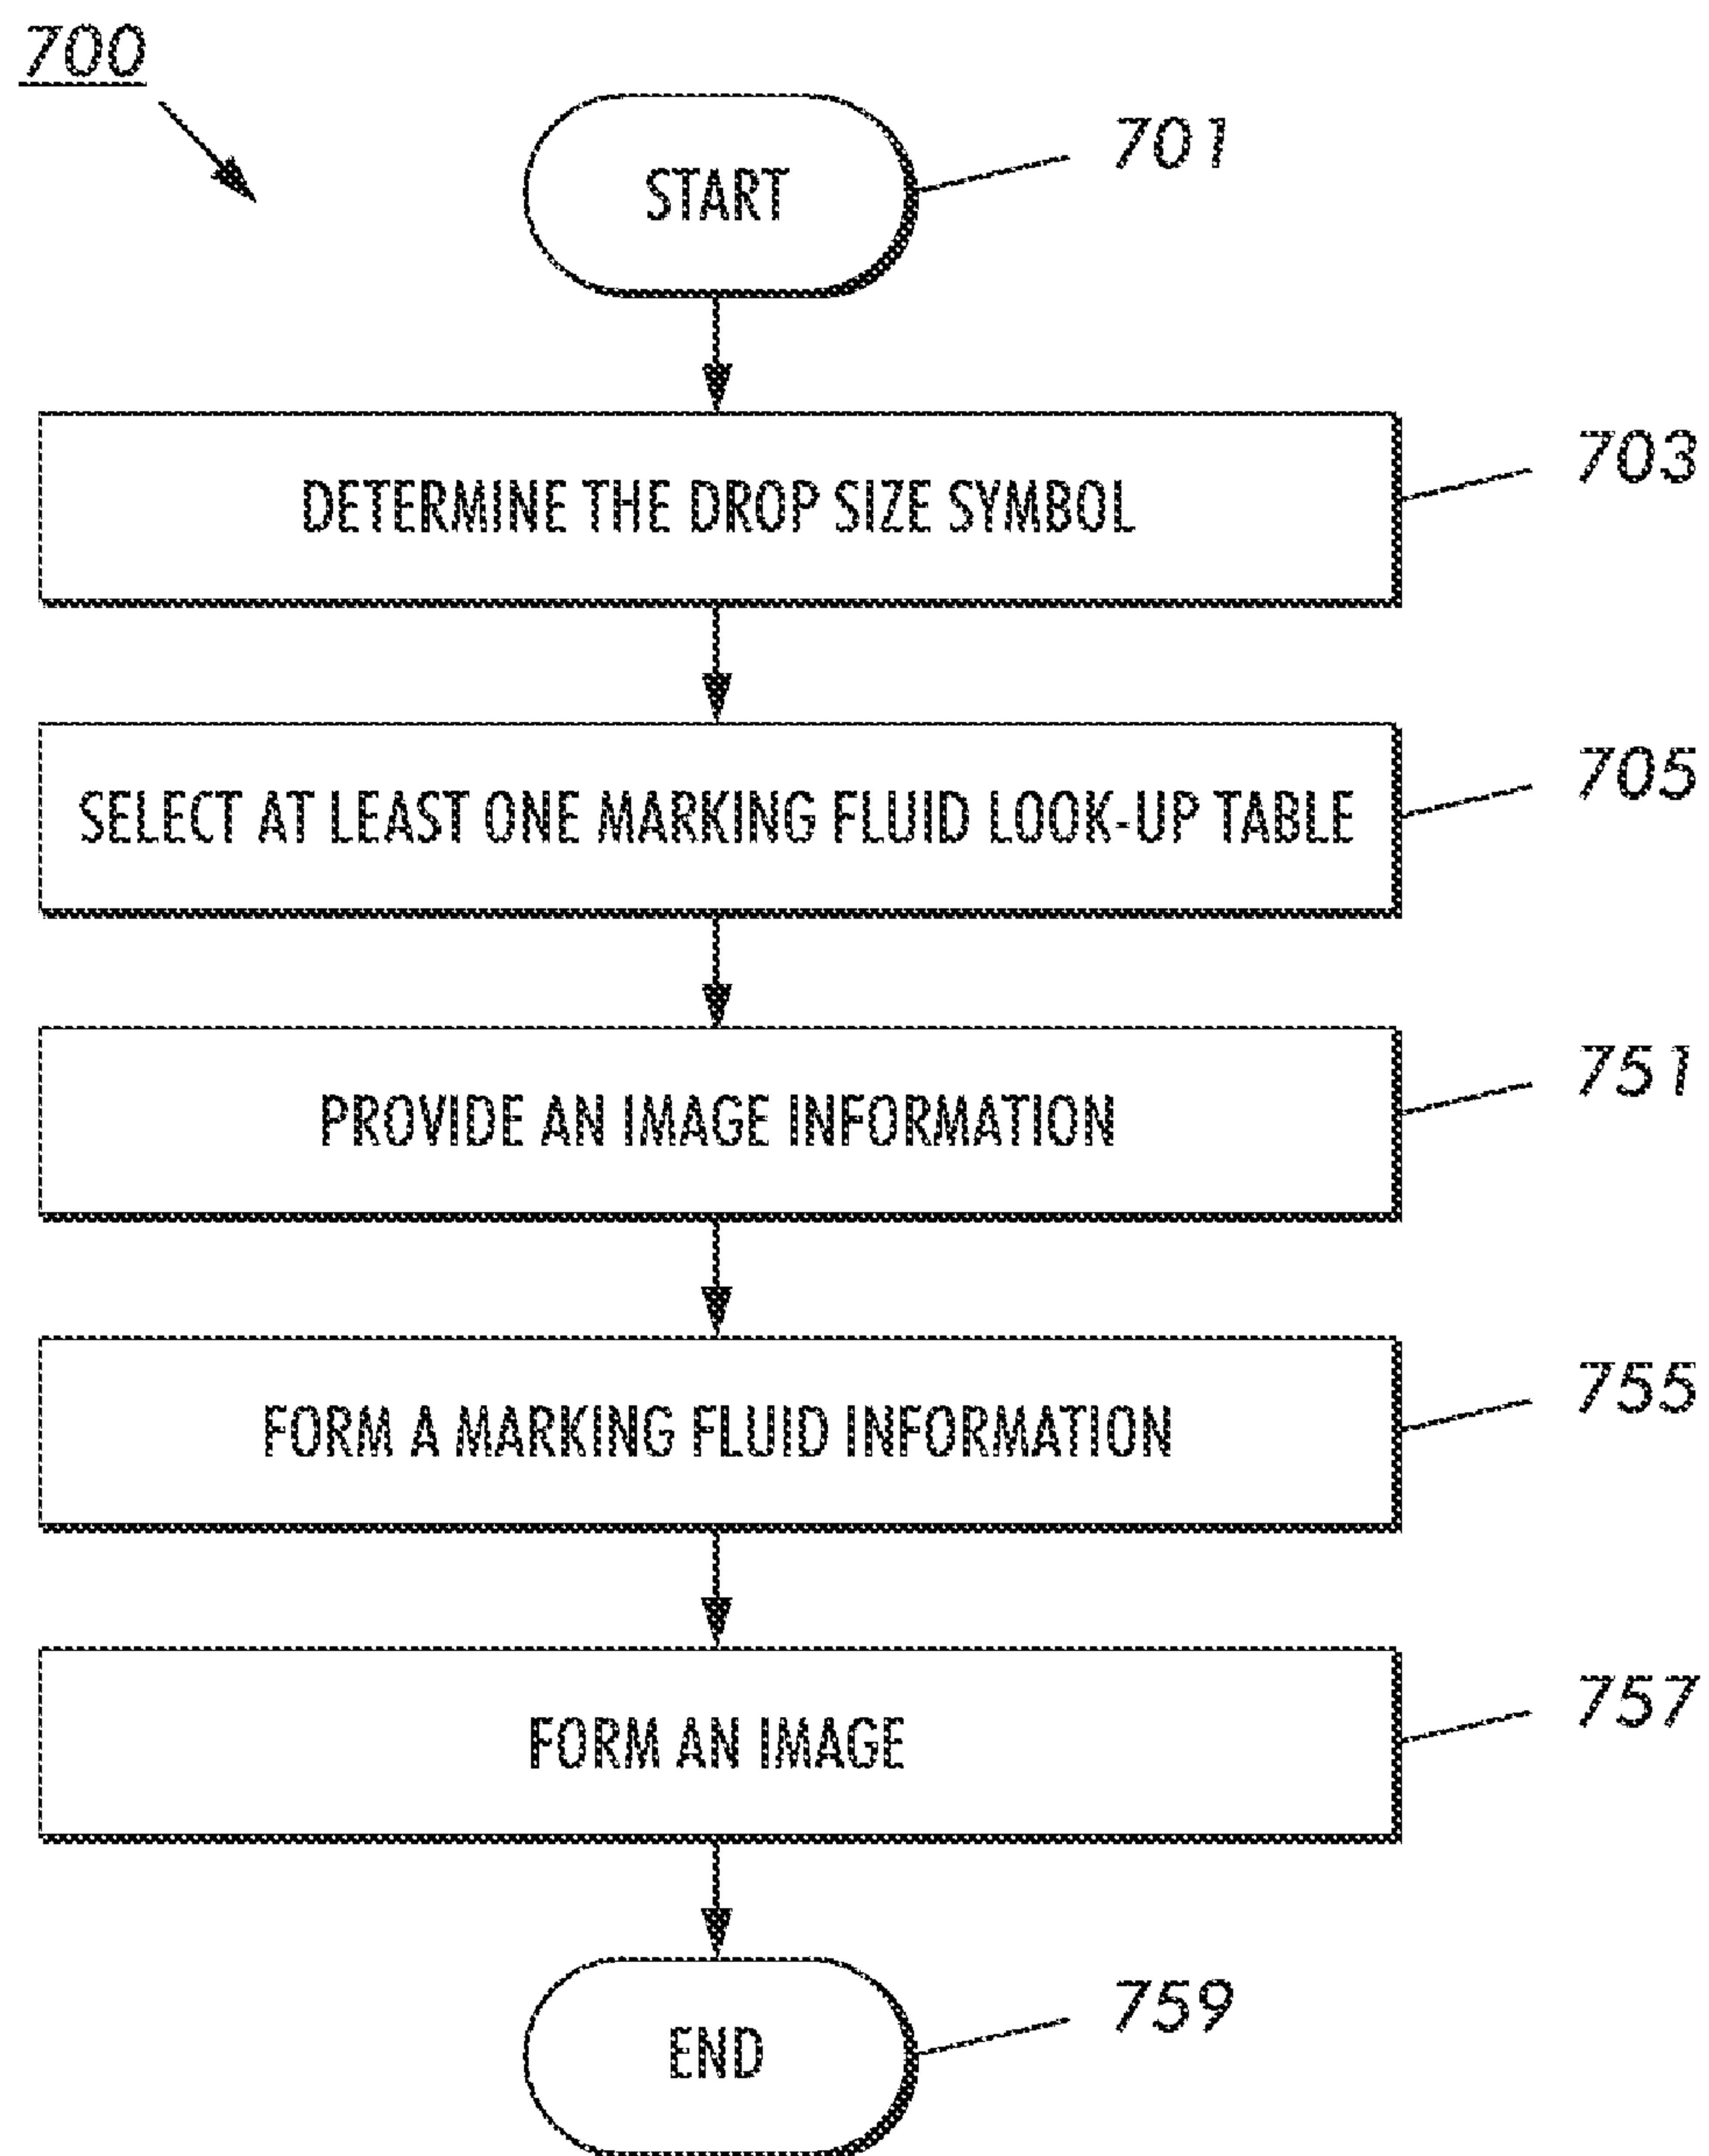 700
START
701
DETERMINE THE DROP SIZE SYMBOL
703
SELECT AT LEAST ONE MARKING FLUID LOOK-UP TABLE
705
PROVIDE AN IMAGE INFORMATION
751
FORM A MARKING FLUID INFORMATION
755
FORM AN IMAGE
757
END
759